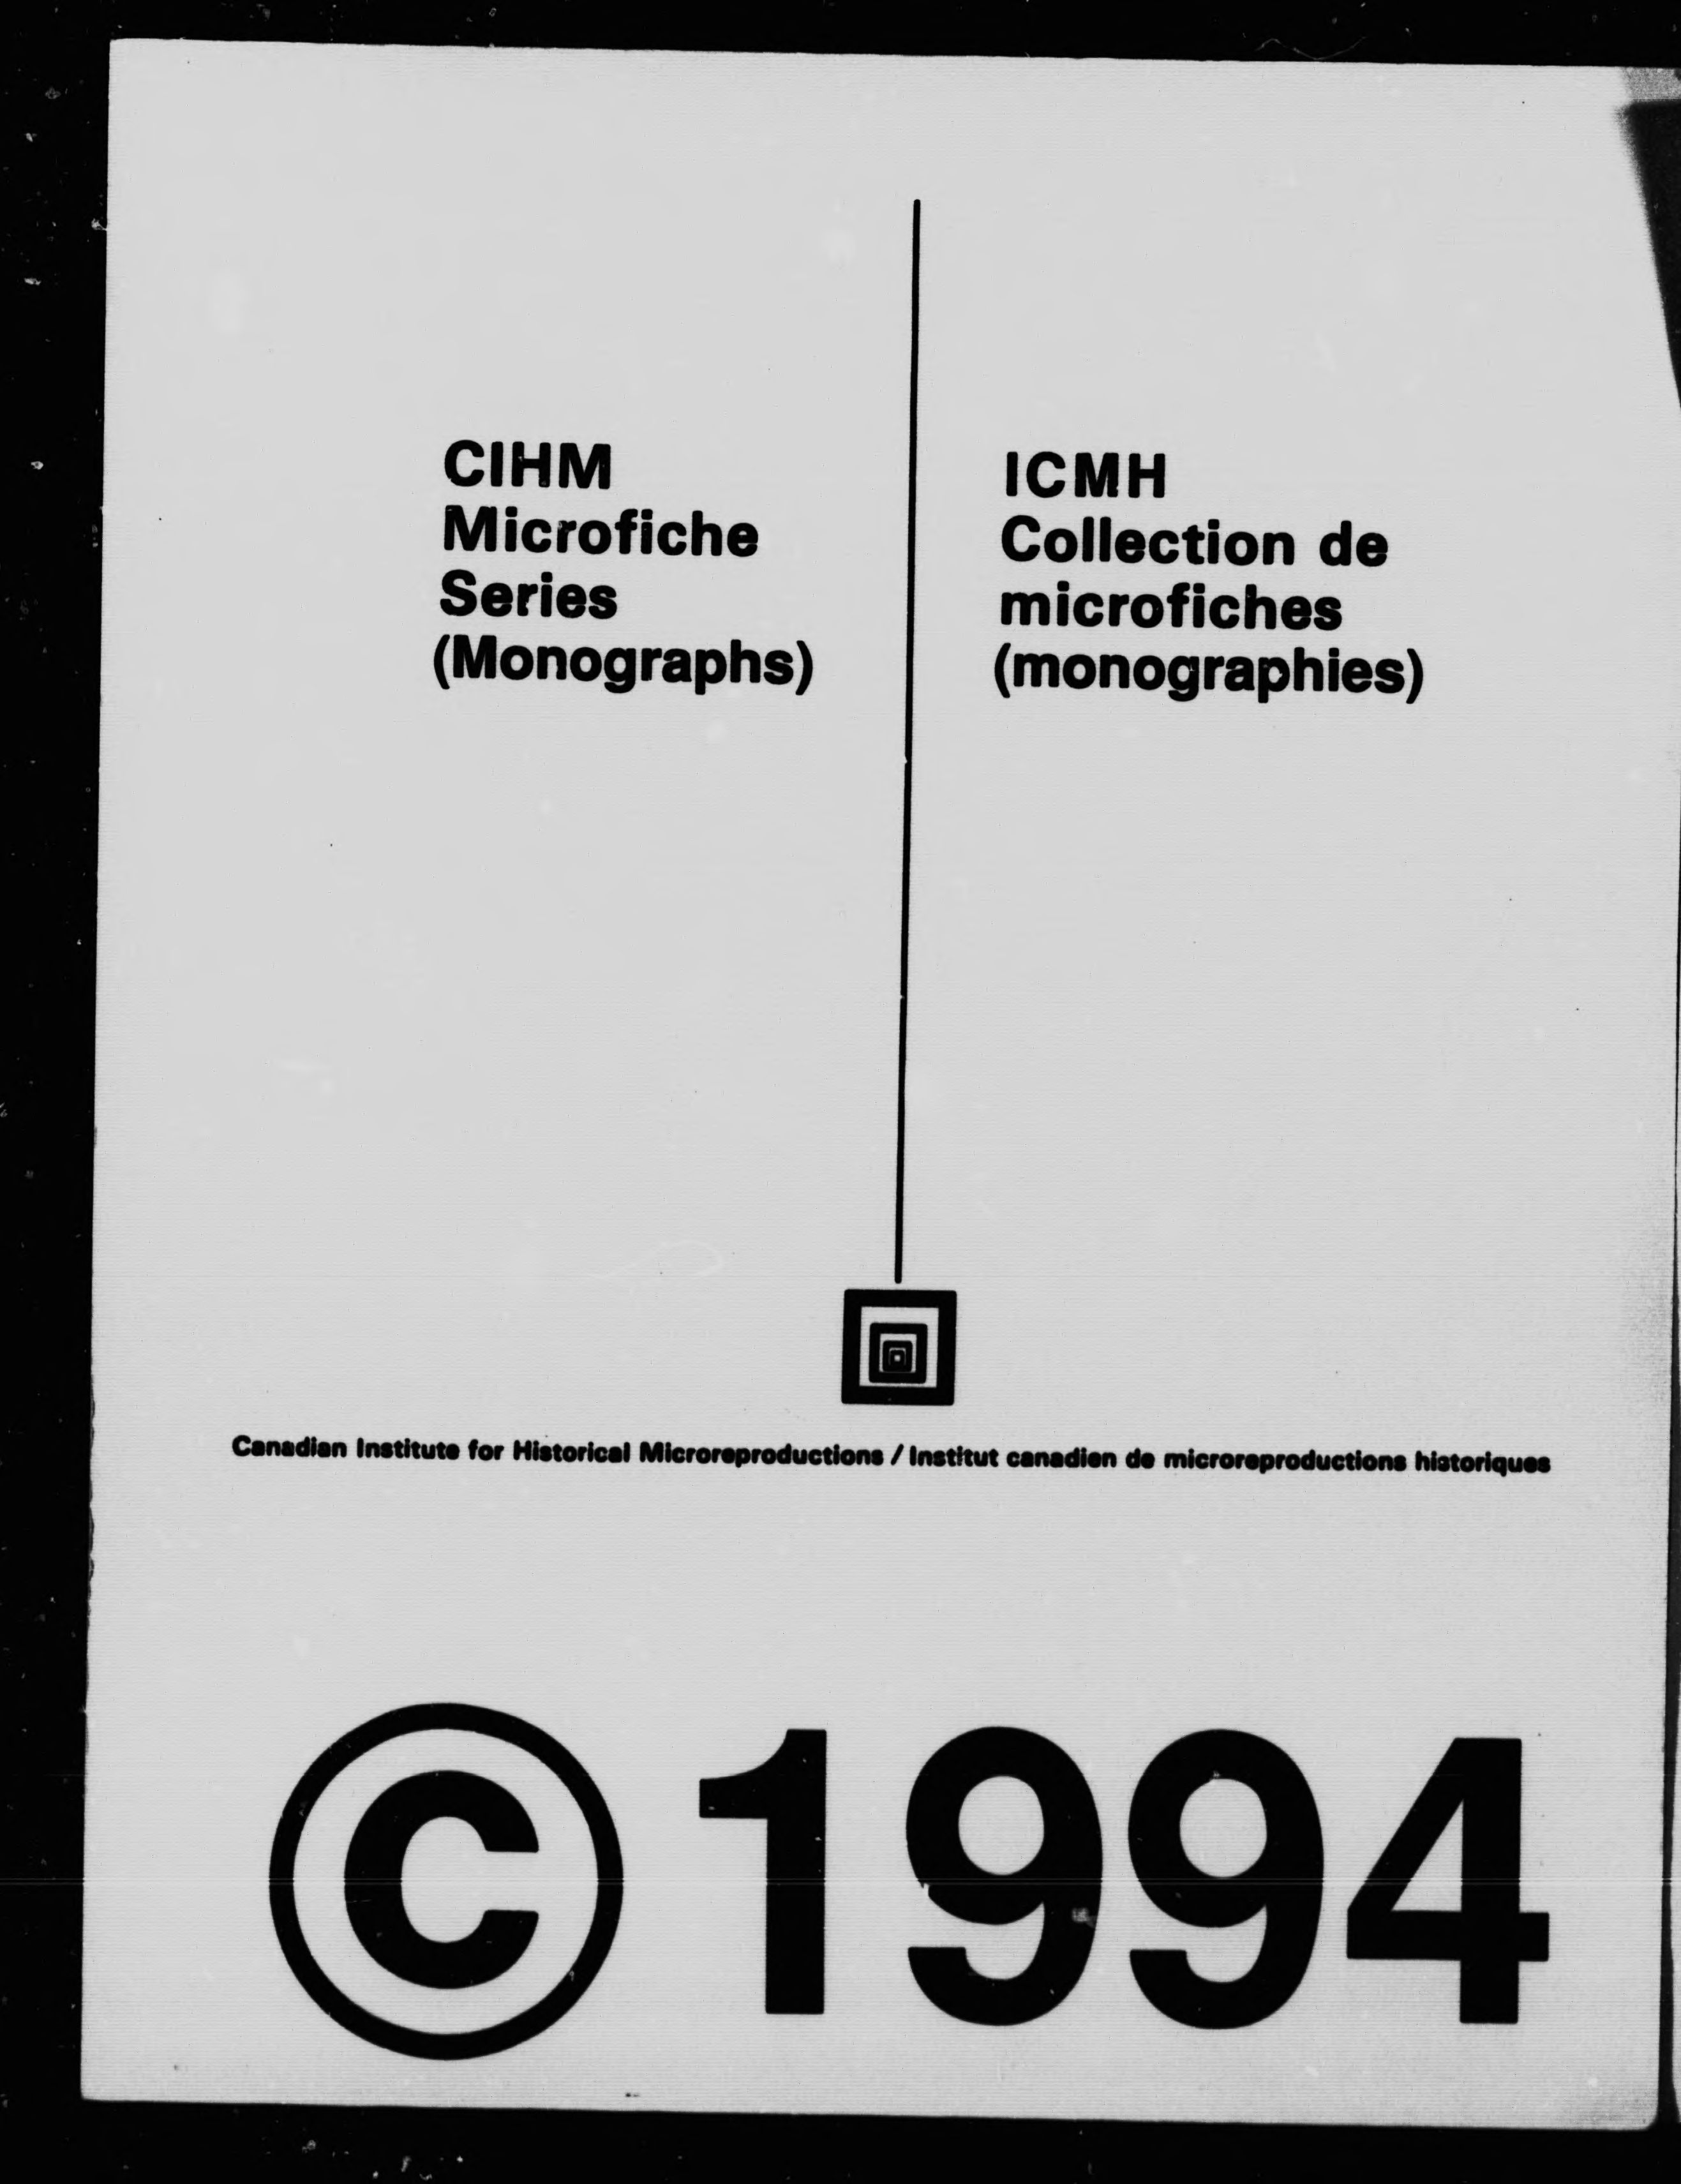 CIHM
Microfiche
Series
(Monographs)
ICMH
Collection de
microfiches
(monographies)
Canadian Institute for Historical Microreproductions / Institut canadien de microreproductions historiques
© 1994